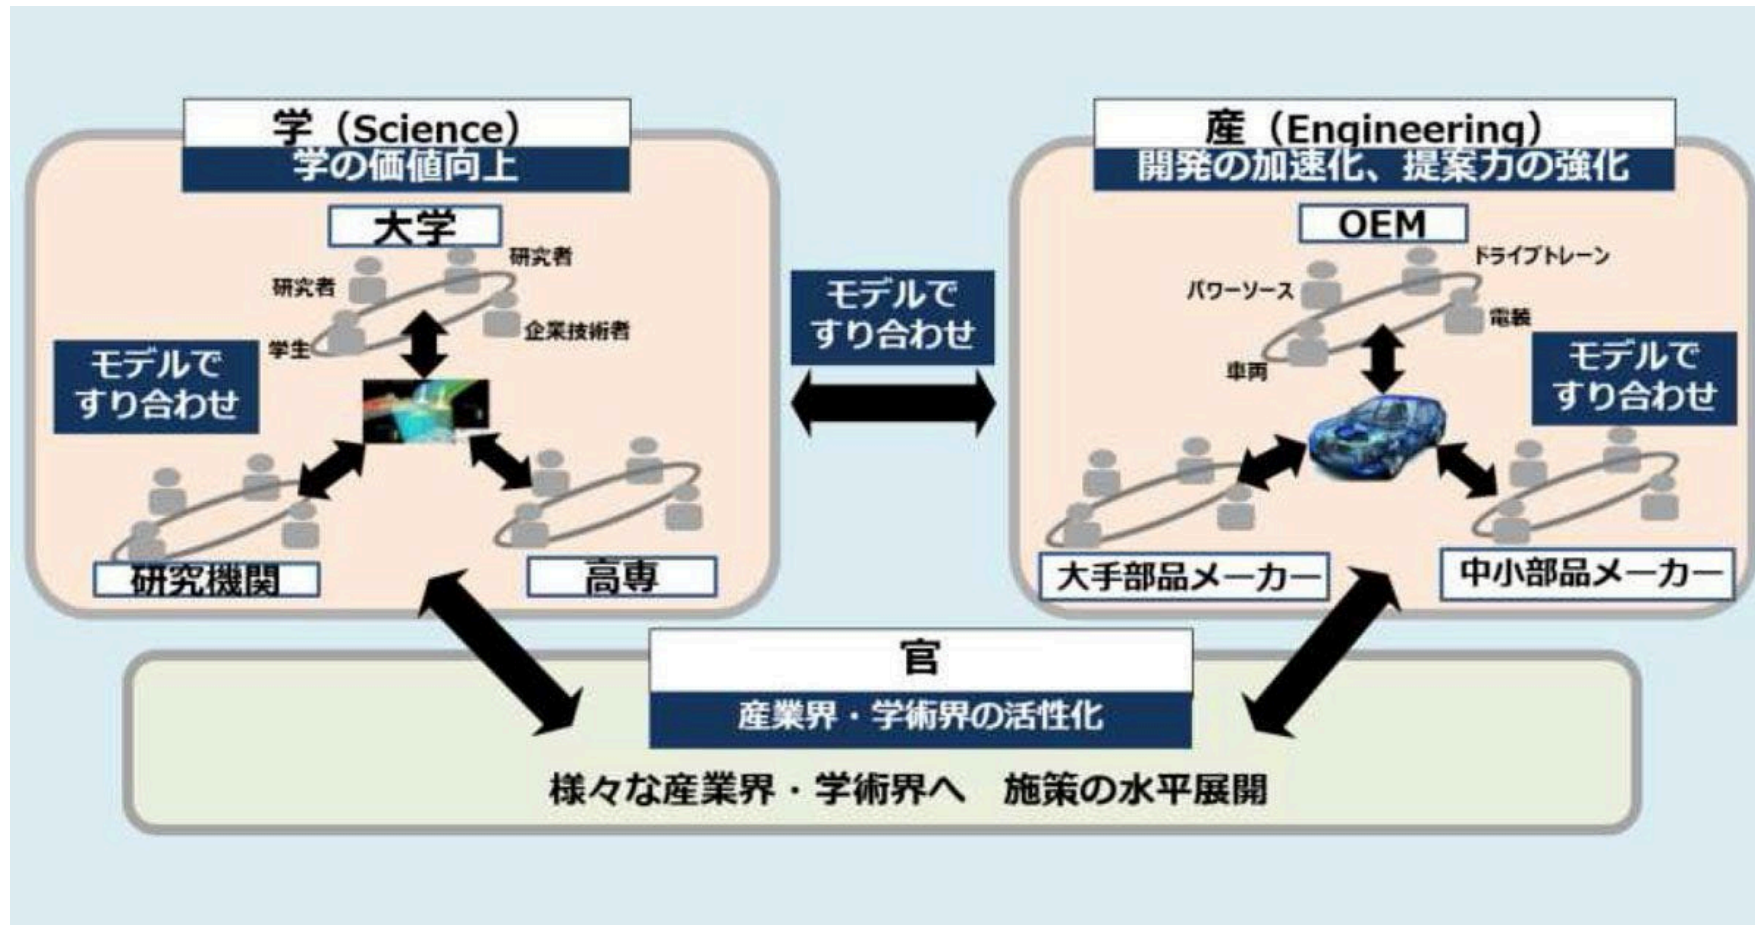 学（Science）
学の価値向上
大学
研究者
研究者
学生
企業技術者
モデルで
すり合わせ
研究機関
高専
モデルで
すり合わせ
産（Engineering）
開発の加速化、提案力の強化
OEM
ドライブトレーン
パワーソース
電装
車両
モデルで
すり合わせ
大手部品メーカー
中小部品メーカー
官
産業界・学術界の活性化
様々な産業界・学術界へ　施策の水平展開